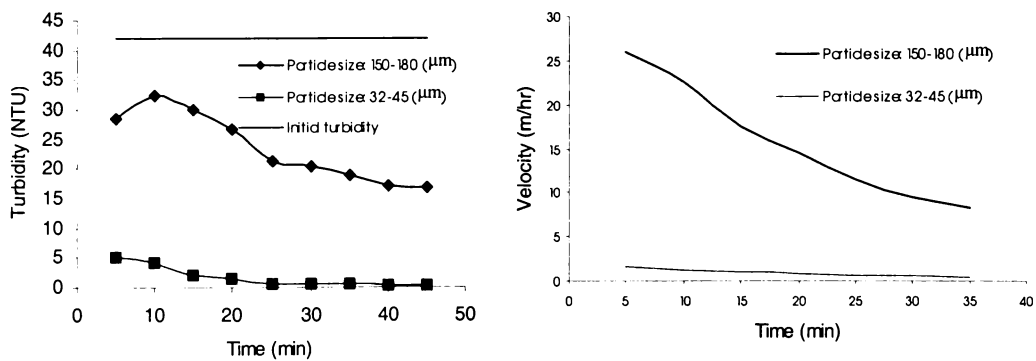 45
40
35
30
25
20
15
10
5
0
Turbidity (NTU)
Partidesize: 150-180 (μm)
Partidesize: 32-45 (μm)
Initid turbidity
0 10 20 30 40 50
Time (min)
30
25
20
15
10
5
0
Velocity (m/hr)
Partidesize: 150-180 (μm)
Partidesize: 32-45 (μm)
0 5 10 15 20 25 30 35 40
Time (min)